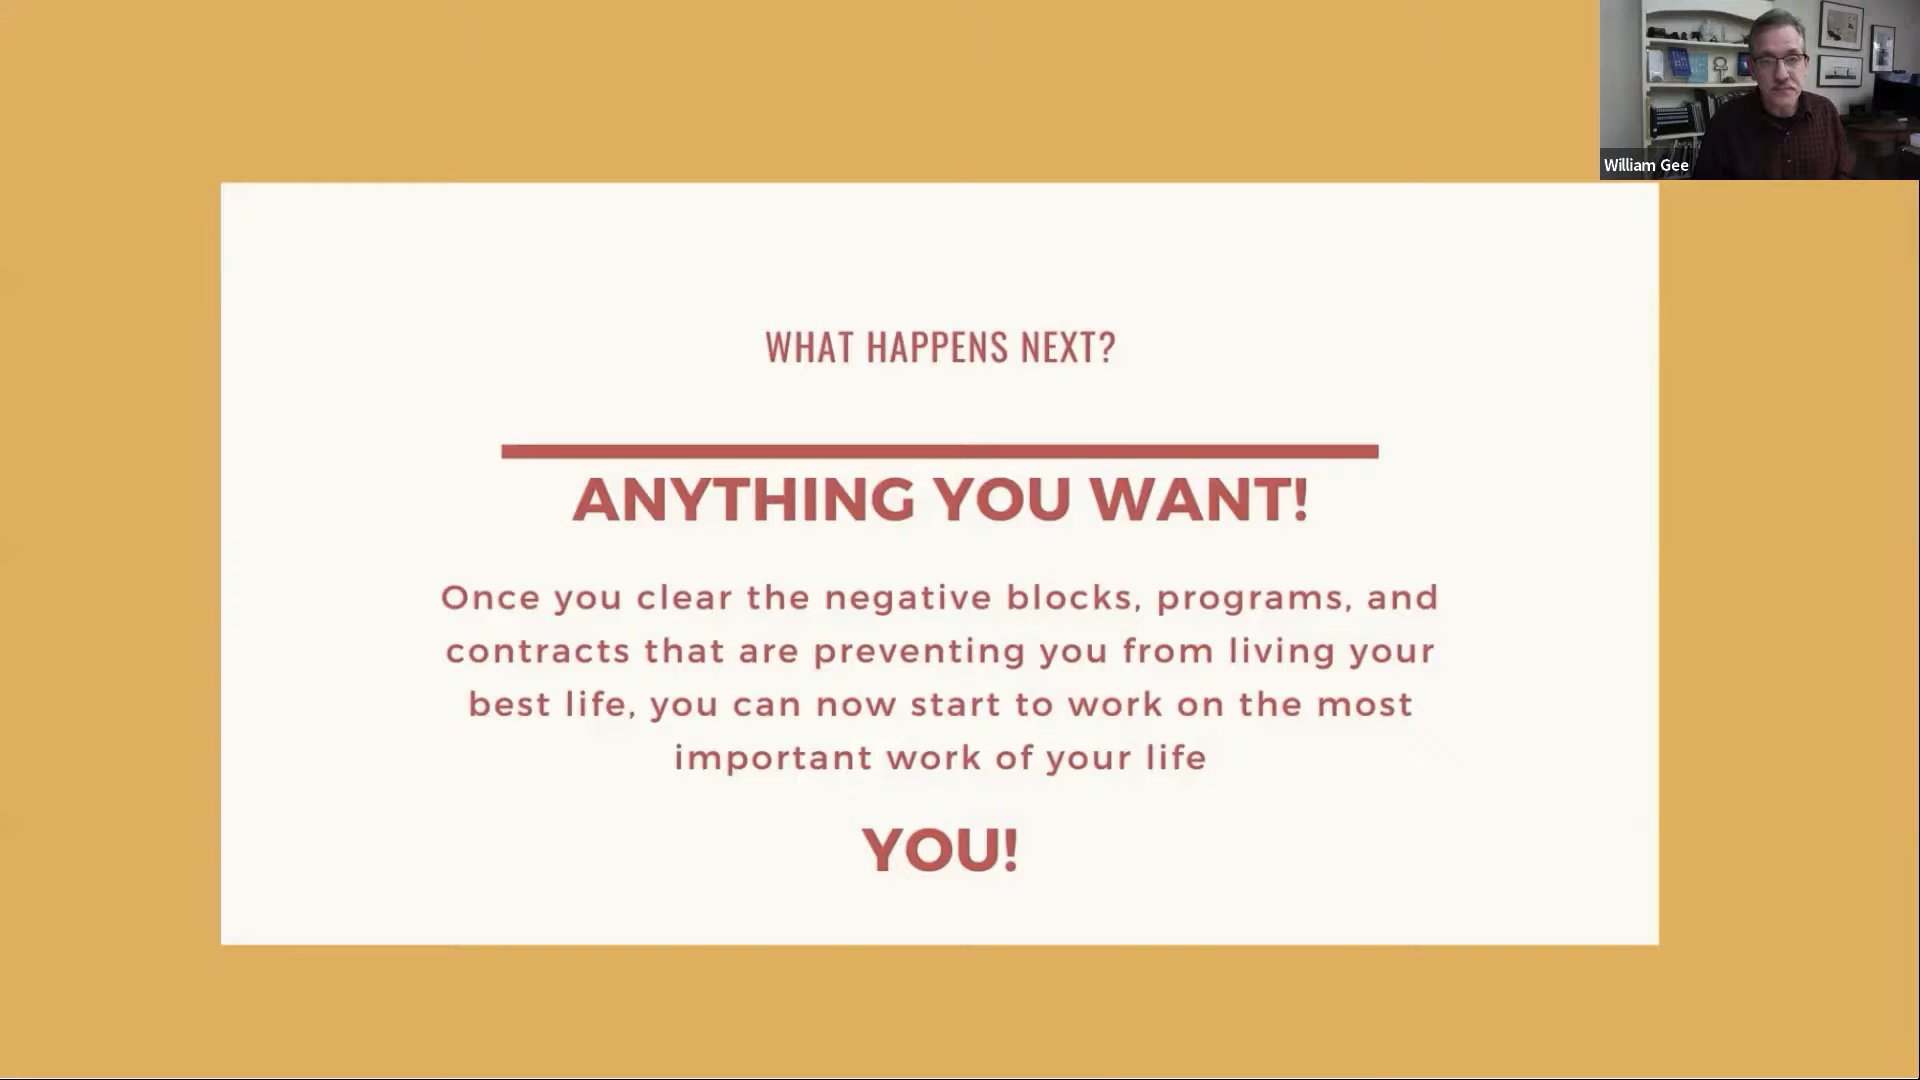 William Gee
WHAT HAPPENS NEXT?
ANYTHING YOU WANT!
Once you clear the negative blocks, programs, and
contracts that are preventing you from living your
best life, you can now start to work on the most
important work of your life
YOU!